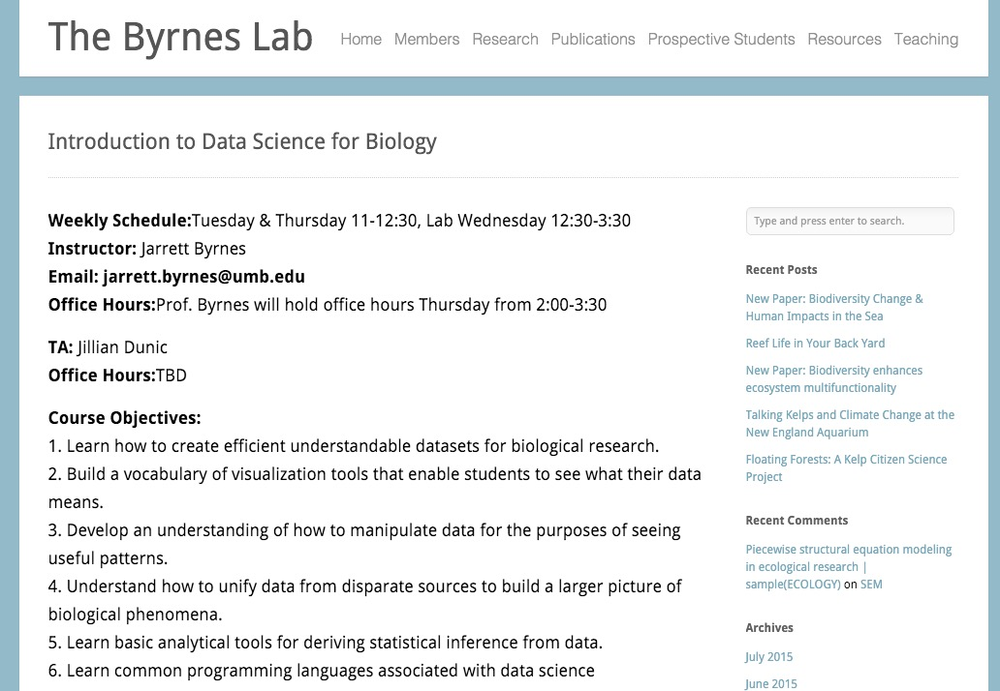 The Byrnes Lab
Home Members Research Publications Prospective Students Resources Teaching
Introduction to Data Science for Biology
Weekly Schedule:Tuesday & Thursday 11-12:30, Lab Wednesday 12:30-3:30
Instructor: Jarrett Byrnes
Email: jarrett.byrnes@umb.edu
Office Hours:Prof. Byrnes will hold office hours Thursday from 2:00-3:30
TA: Jillian Dunic
Office Hours:TBD
Course Objectives:
1. Learn how to create efficient understandable datasets for biological research.
2. Build a vocabulary of visualization tools that enable students to see what their data
means.
3. Develop an understanding of how to manipulate data for the purposes of seeing
useful patterns.
4. Understand how to unify data from disparate sources to build a larger picture of
biological phenomena.
5. Learn basic analytical tools for deriving statistical inference from data.
6. Learn common programming languages associated with data science
Type and press enter to search.
Recent Posts
New Paper: Biodiversity Change &
Human Impacts in the Sea
Reef Life in Your Back Yard
New Paper: Biodiversity enhances
ecosystem multifunctionality
Talking Kelps and Climate Change at the
New England Aquarium
Floating Forests: A Kelp Citizen Science
Project
Recent Comments
Piecewise structural equation modeling
in ecological research |
sample(ECOLOGY) on SEM
Archives
July 2015
June 2015